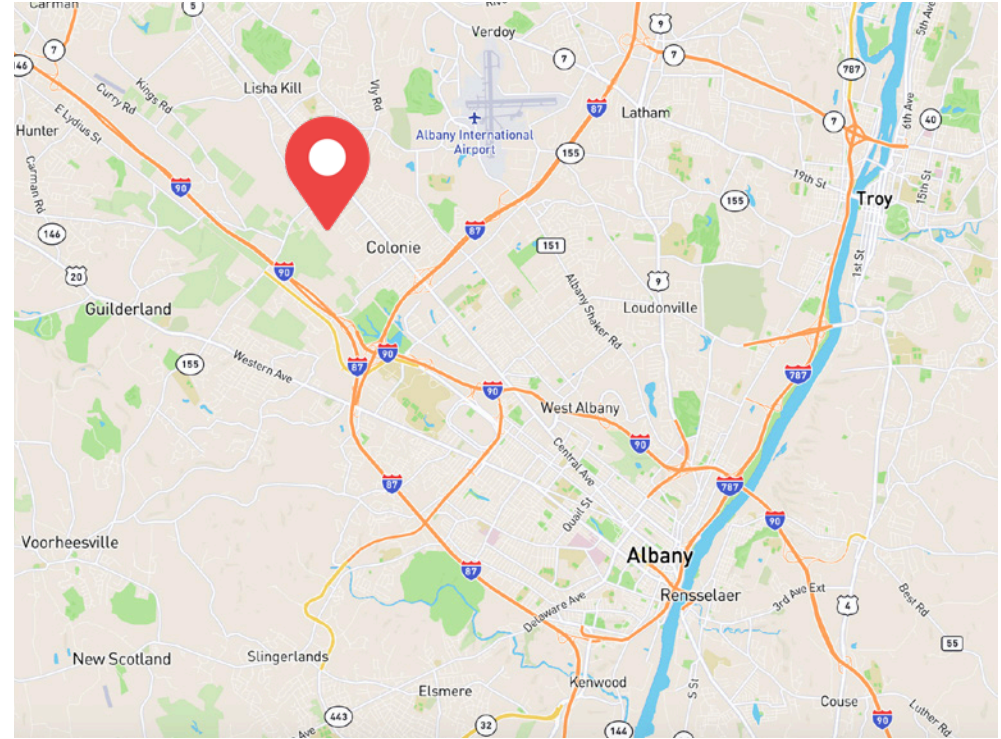 Carman
5
Verdoy
9
5th Ave
7
7
7
146
787
Kings Rd
Curry Rd
Lisha Kill
Vly Rd
87
Latham
6th Ave
E Lydius St
Hunter
Albany International
Airport
7
40
155
Carman Rd
90
19th St
15th St
155
Troy
146
87
151
Colonie
1st St
20
90
9
Guilderland
Albany Shaker Rd
Loudonville
155
Western Ave
87
90
787
90
West Albany
90
Central Ave
87
787
Quail St
90
Voorheesville
Albany
87
Rensselaer
3rd Ave Ext
4
Best Rd
Delaware Ave
55
New Scotland
Slingerlands
Elsmere
Kenwood
S St
Couse
443
32
144
90
Luther Rd
Ave